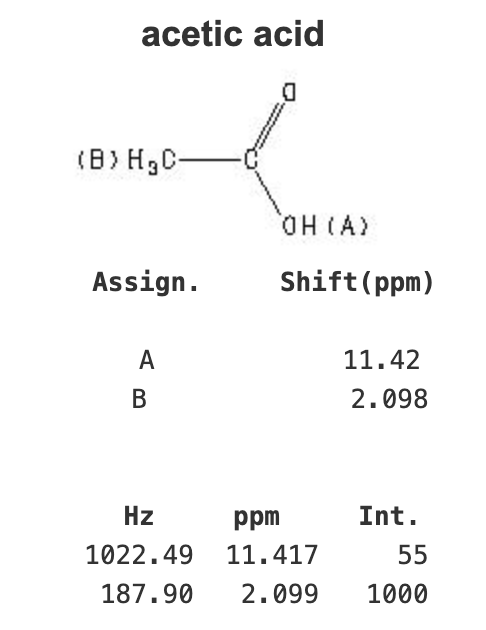 acetic acid
O
(B) H3C C
OH (A)
Assign. Shift(ppm)
A 11.42
B 2.098
Hz ppm Int.
1022.49 11.417 55
187.90 2.099 1000